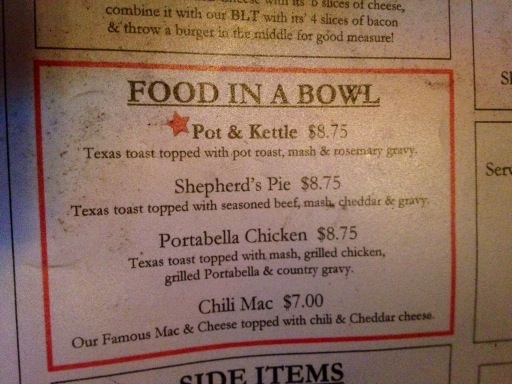 slices of cheese,
combine it with our BLT with its' 4 slices of bacon
& throw a burger in the middle for good measure!
FOOD IN A BOWL
Pot & Kettle $8.75
Texas toast topped with pot roast, mash & rosemary gravy.
Shepherd's Pie $8.75
Texas toast topped with seasoned beef, mash, cheddar & gravy.
Portabella Chicken $8.75
Texas toast topped with mash, grilled chicken,
grilled Portabella & country gravy.
Chili Mac $7.00
Our Famous Mac & Cheese topped with chili & Cheddar cheese.
SIDE ITEMS